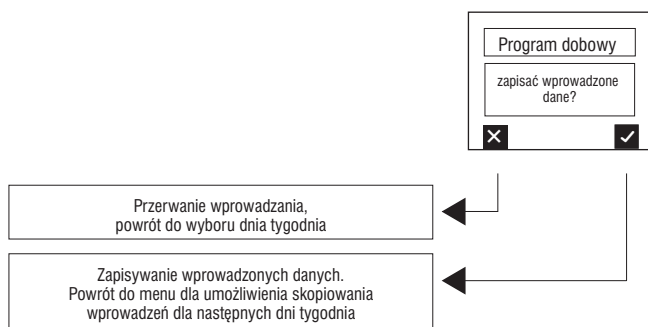 Program dobowy
zapisać wprowadzone
dane?
Przerwanie wprowadzania,
powrót do wyboru dnia tygodnia
Zapisywanie wprowadzonych danych.
Powrót do menu dla umożliwienia skopiowania
wprowadzeń dla następnych dni tygodnia